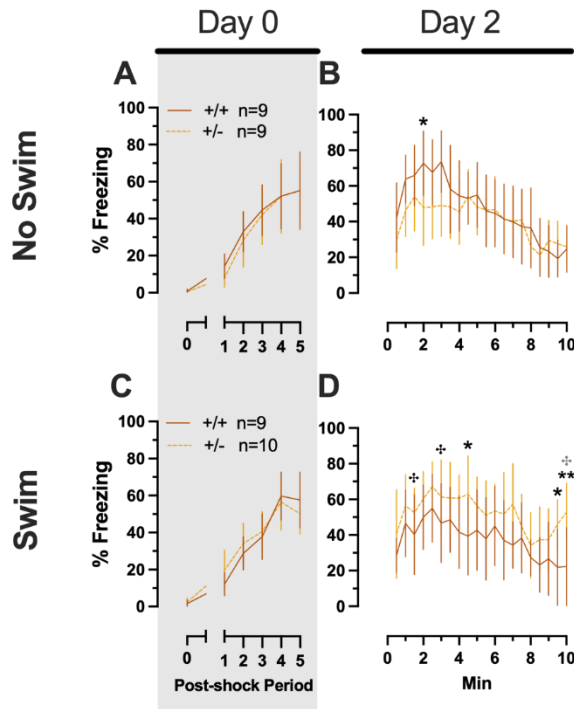 Day 0
Day 2
No Swim
A
+/+ n=9
+/- n=9
% Freezing
100
80
60
40
20
0
0
1 2 3 4 5
B
*
100
80
60
40
20
0
0 2 4 6 8 10
Swim
C
+/+ n=9
+/- n=10
% Freezing
100
80
60
40
20
0
0
1 2 3 4 5
Post-shock Period
D
✢ ✢ * * ✢ **
100
80
60
40
20
0
0 2 4 6 8 10
Min